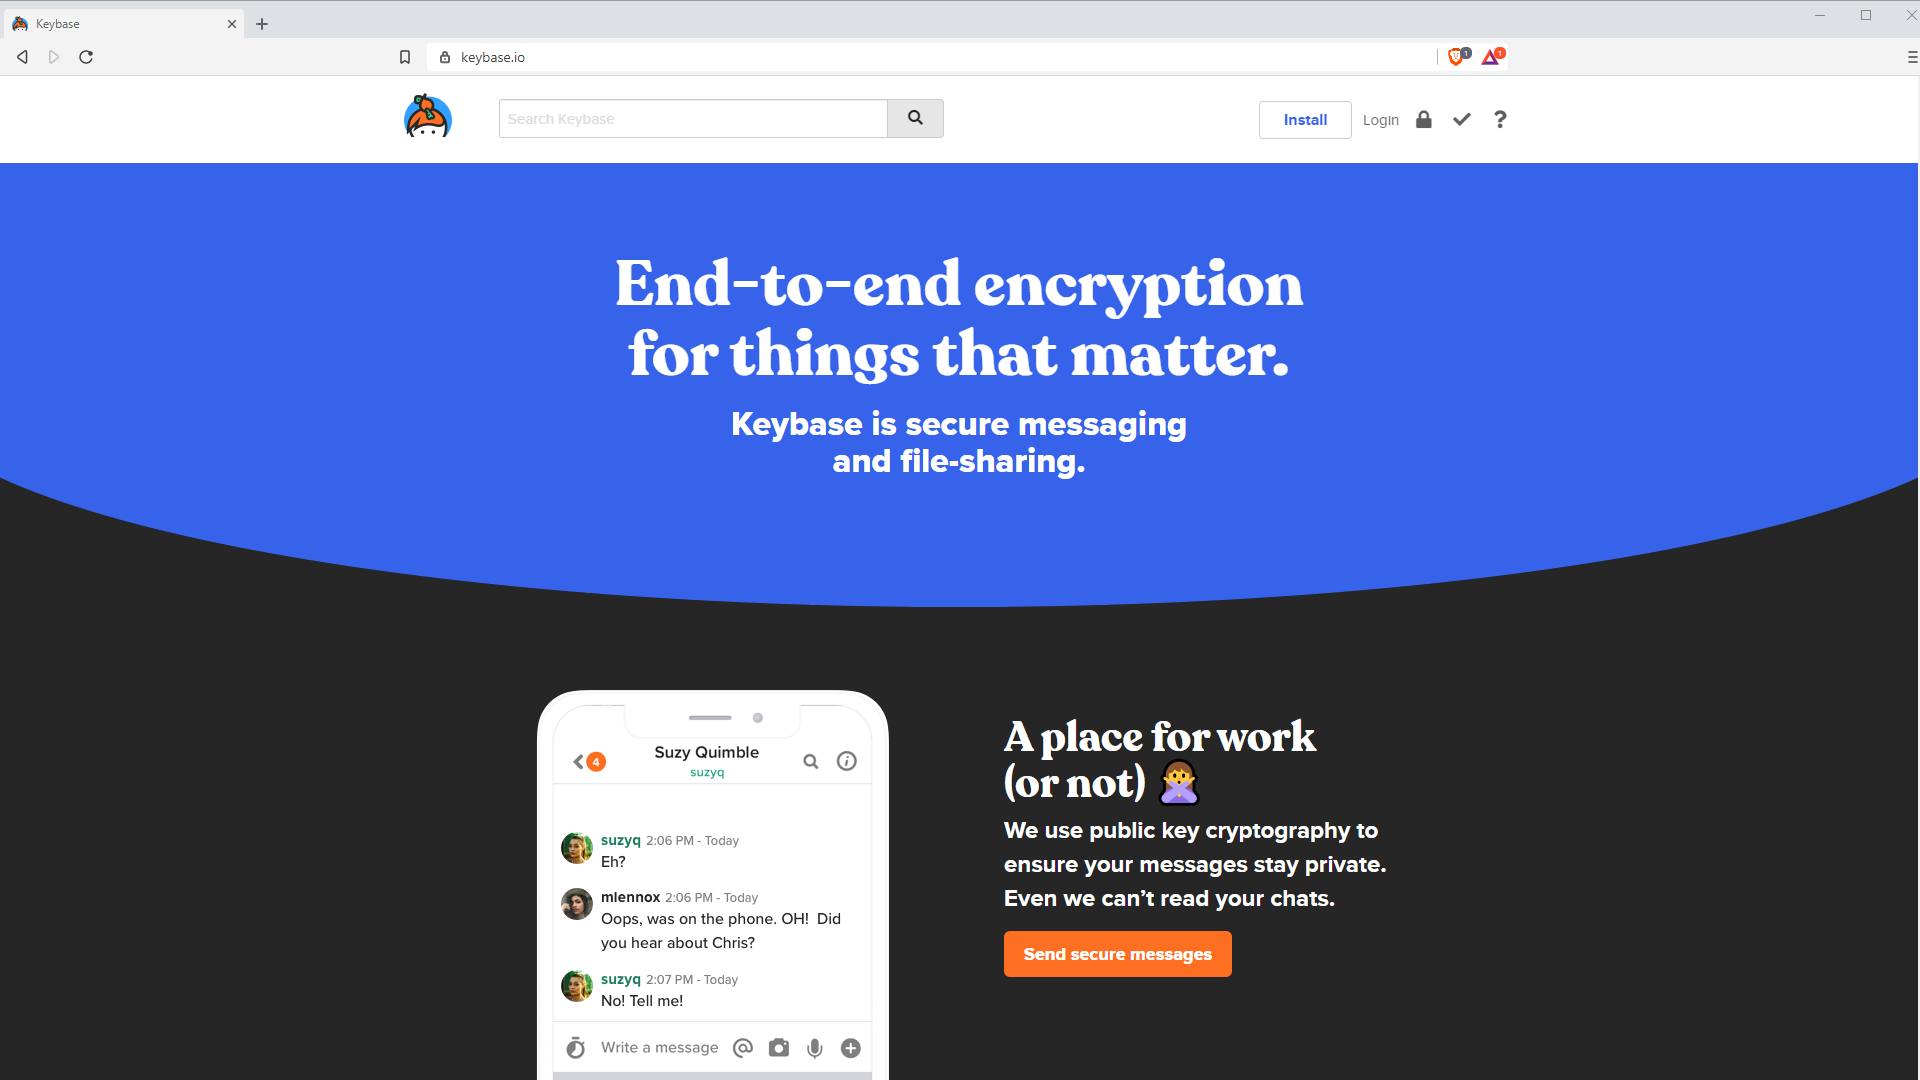 Keybase
keybase.io
1
1
Search Keybase
Install
Login
End-to-end encryption
for things that matter.
Keybase is secure messaging
and file-sharing.
4
Suzy Quimble
suzyq
suzyq 2:06 PM - Today
Eh?
mlennox 2:06 PM - Today
Oops, was on the phone. OH! Did
you hear about Chris?
suzyq 2:07 PM - Today
No! Tell me!
Write a message
A place for work
(or not) 🙅
We use public key cryptography to
ensure your messages stay private.
Even we can’t read your chats.
Send secure messages